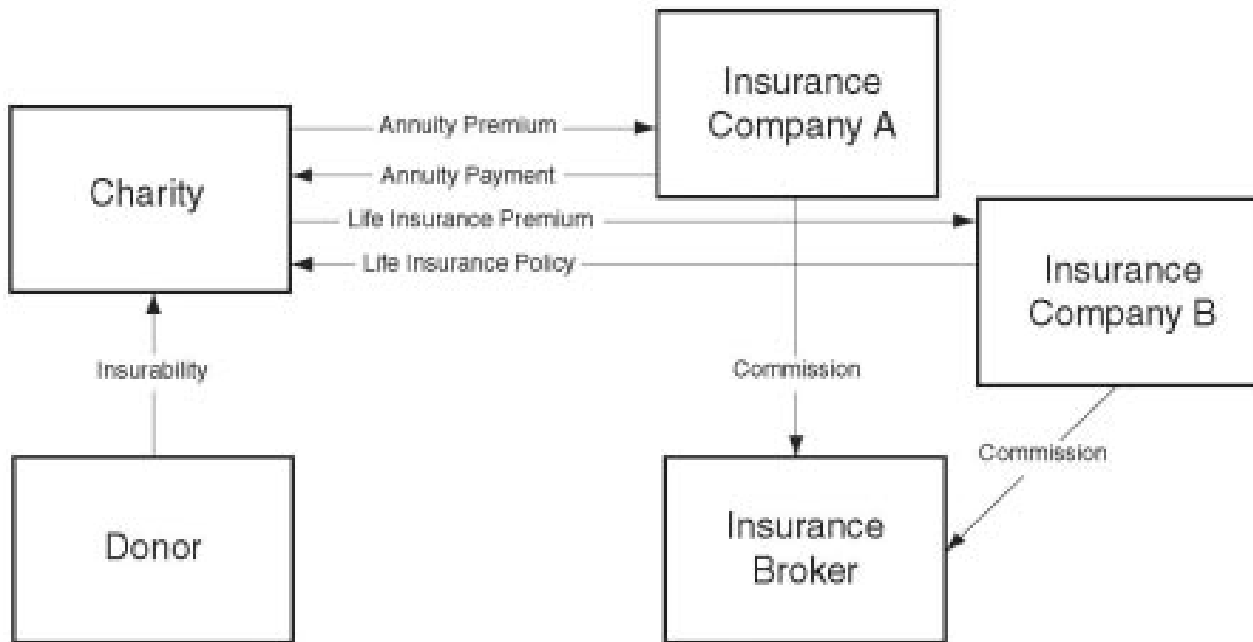 Insurance
Company A
Annuity Premium
Annuity Payment
Charity
Life Insurance Premium
Life Insurance Policy
Insurance
Company B
Insurability
Commission
Commission
Donor
Insurance
Broker